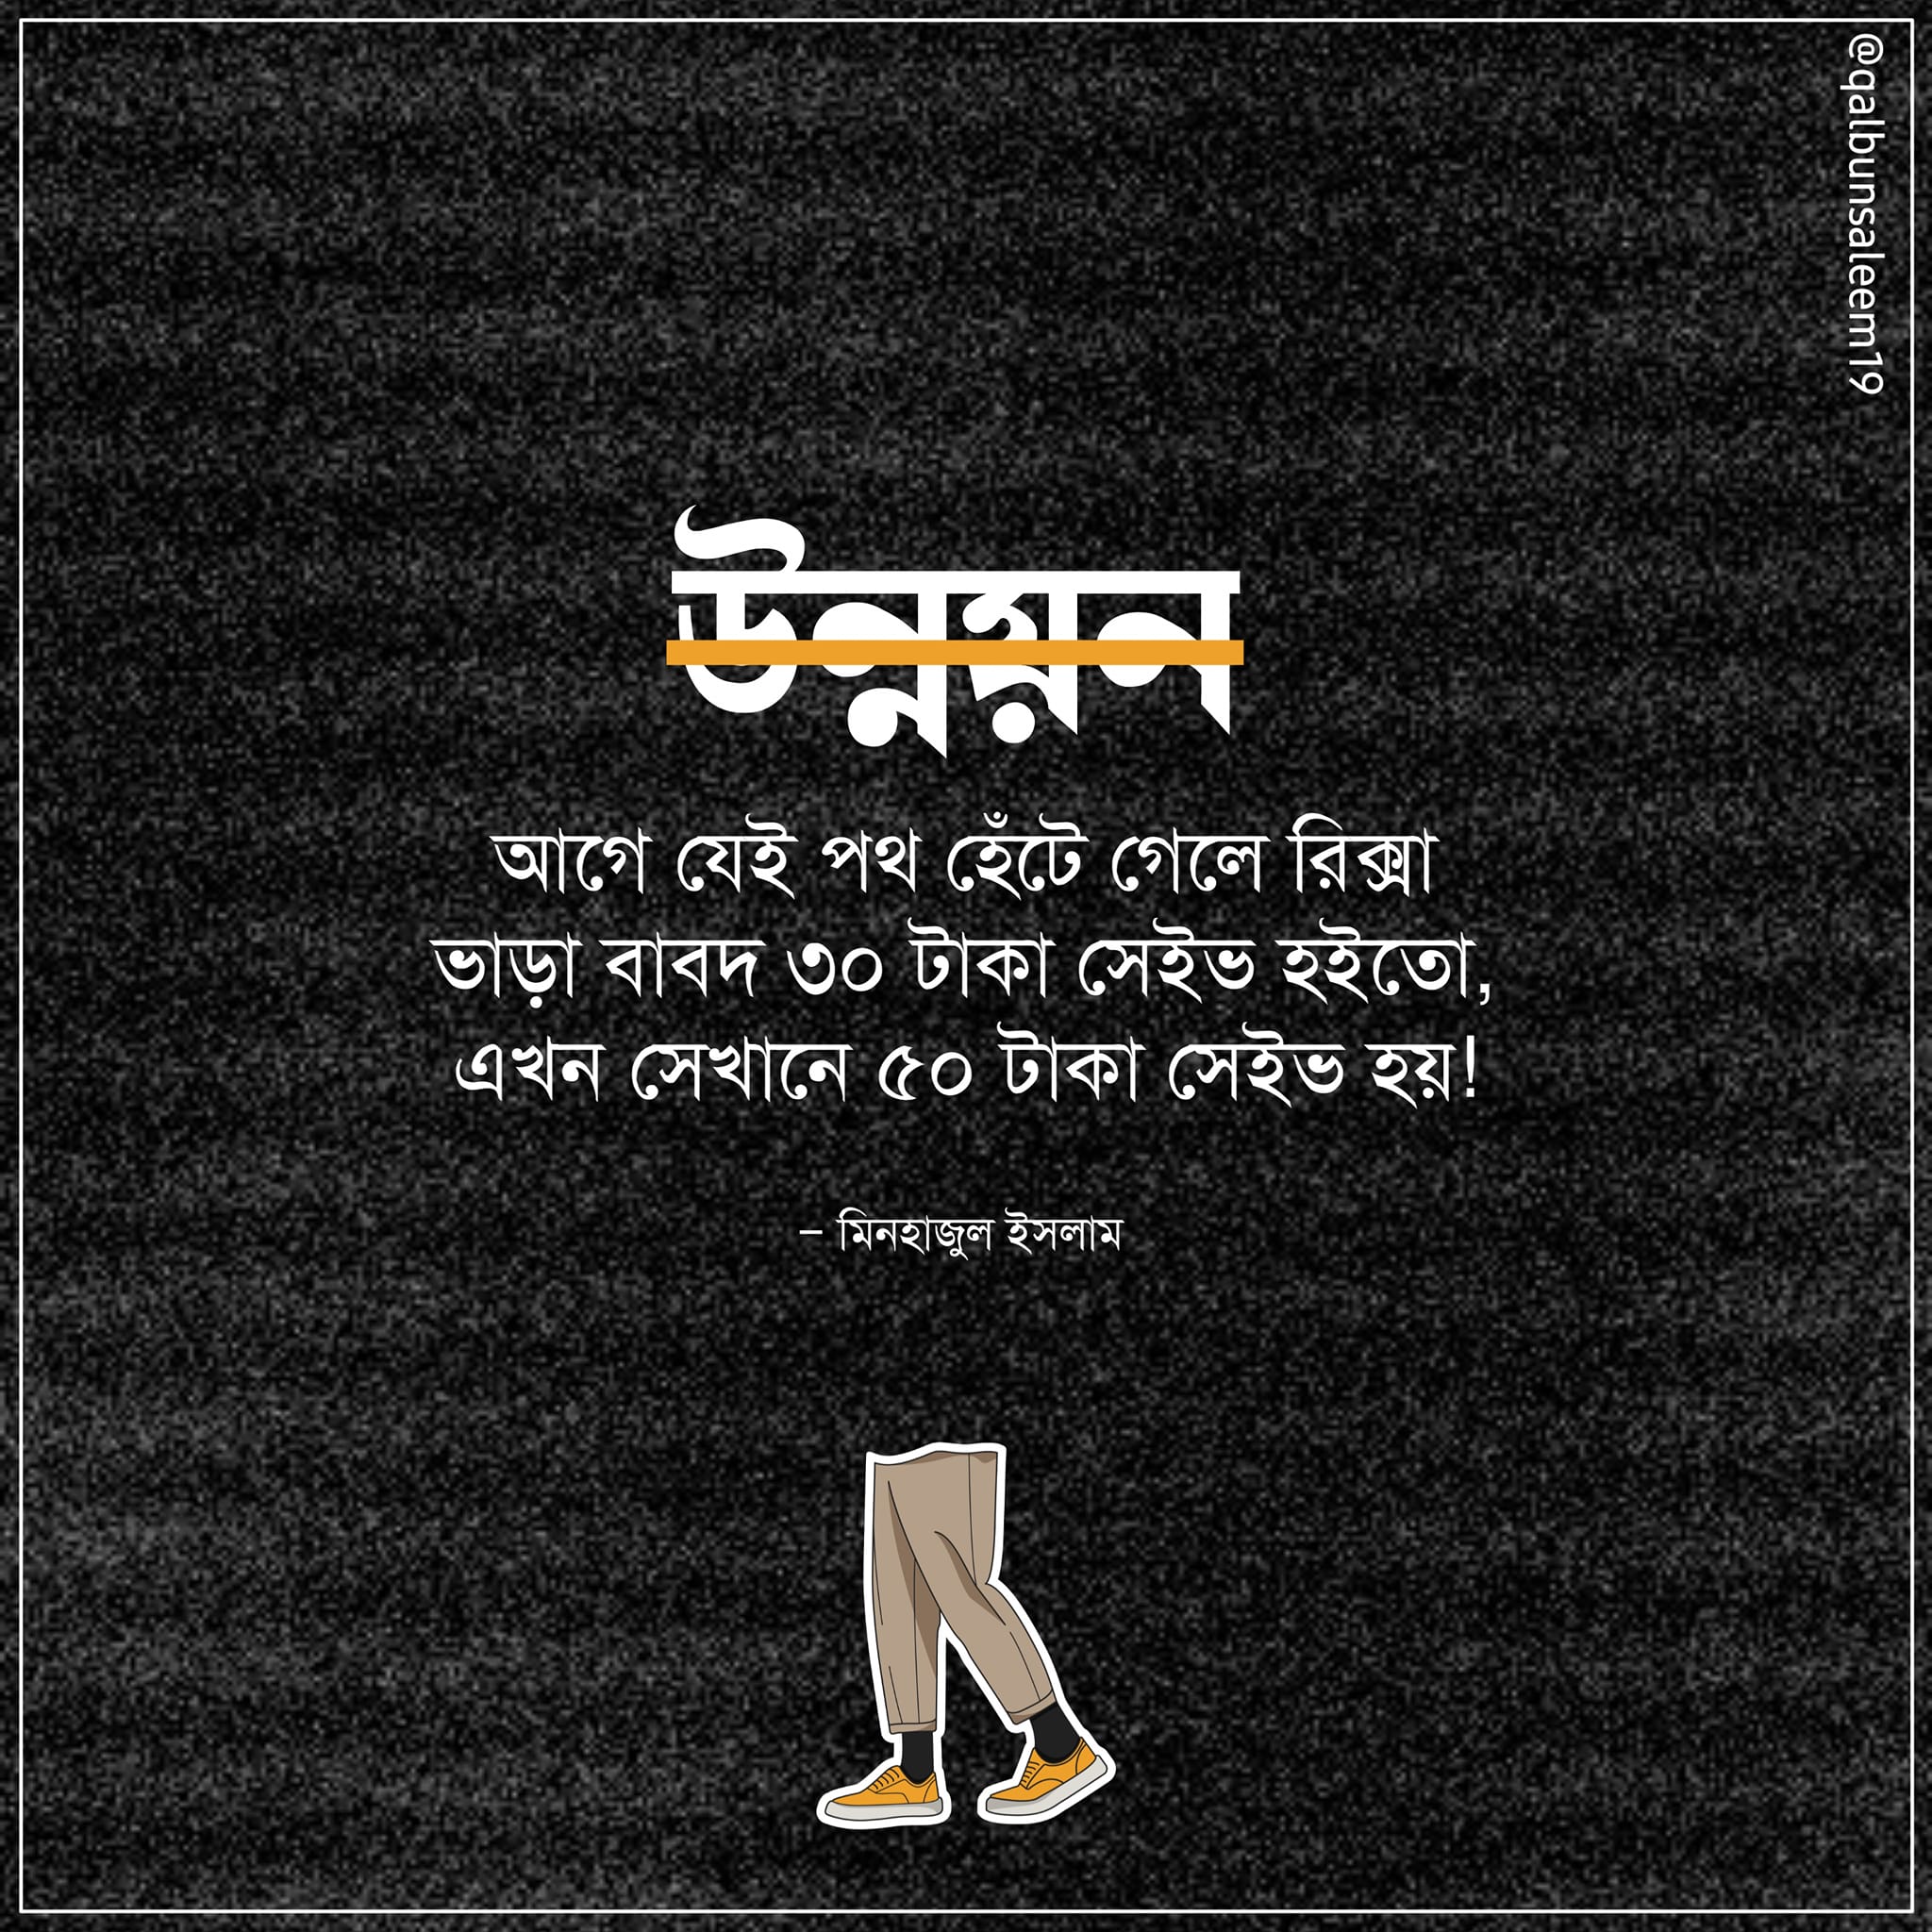 @qalbunsaleem19
উন্নয়ন
আগে যেই পথ হেঁটে গেলে রিক্সা
ভাড়া বাবদ ৩০ টাকা সেইভ হইতো,
এখন সেখানে ৫০ টাকা সেইভ হয়!
– মিনহাজুল ইসলাম